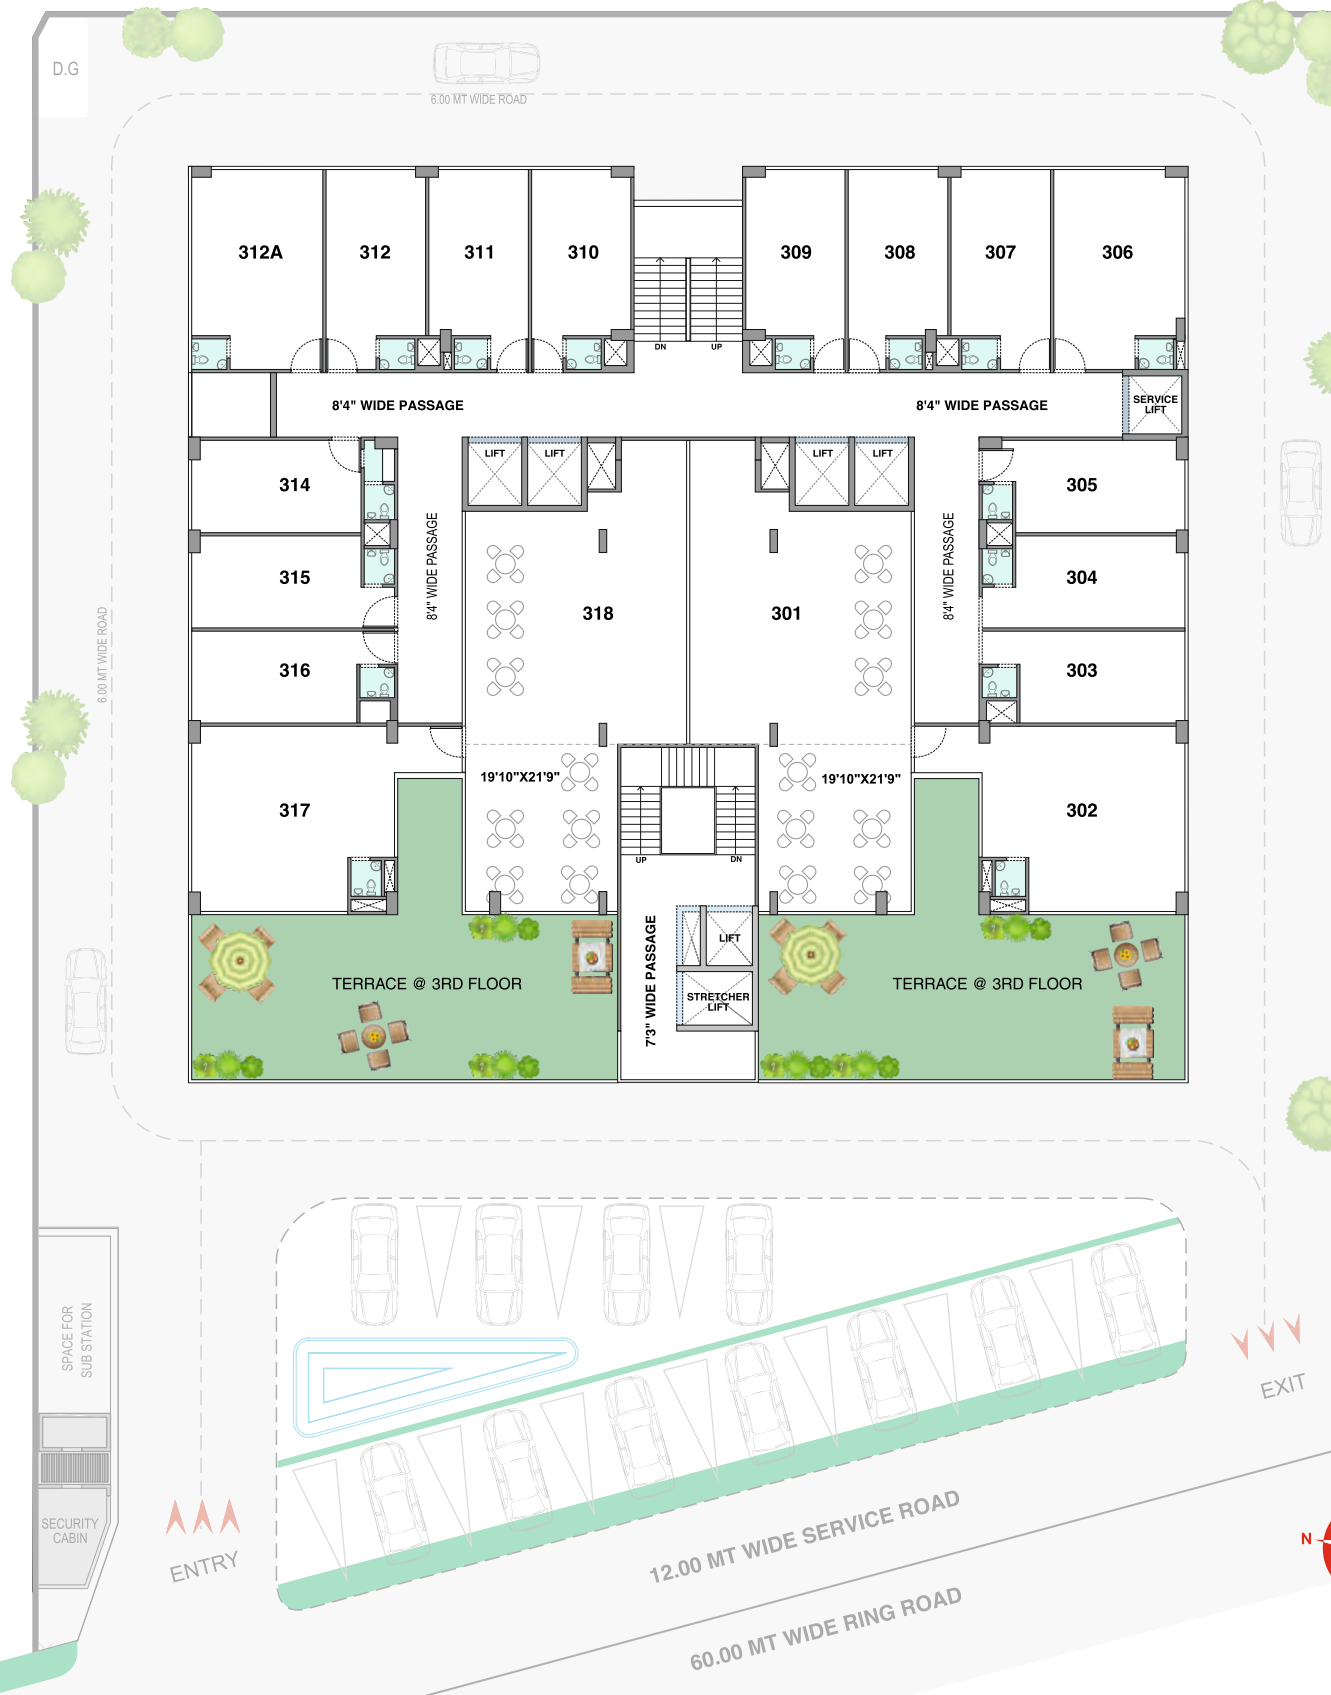 D.G
6.00 MT WIDE ROAD
312A
312
311
310
309
308
307
306
DN
UP
8'4" WIDE PASSAGE
8'4" WIDE PASSAGE
SERVICE
LIFT
LIFT
LIFT
LIFT
LIFT
314
305
8'4" WIDE PASSAGE
8'4" WIDE PASSAGE
315
304
318
301
6.00 MT WIDE ROAD
316
303
19'10"X21'9"
19'10"X21'9"
317
302
UP
DN
7'3" WIDE PASSAGE
LIFT
TERRACE @ 3RD FLOOR
TERRACE @ 3RD FLOOR
STRETCHER
LIFT
SPACE FOR
SUB STATION
EXIT
SECURITY
CABIN
ENTRY
12.00 MT WIDE SERVICE ROAD
60.00 MT WIDE RING ROAD
N